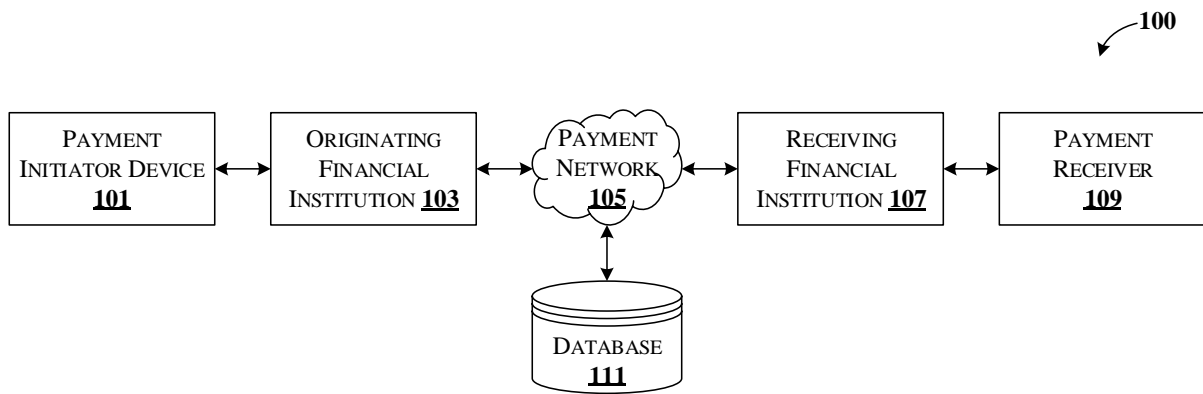 100
PAYMENT
INITIATOR DEVICE
101
ORIGINATING
FINANCIAL
INSTITUTION 103
PAYMENT
NETWORK
105
RECEIVING
FINANCIAL
INSTITUTION 107
PAYMENT
RECEIVER
109
DATABASE
111